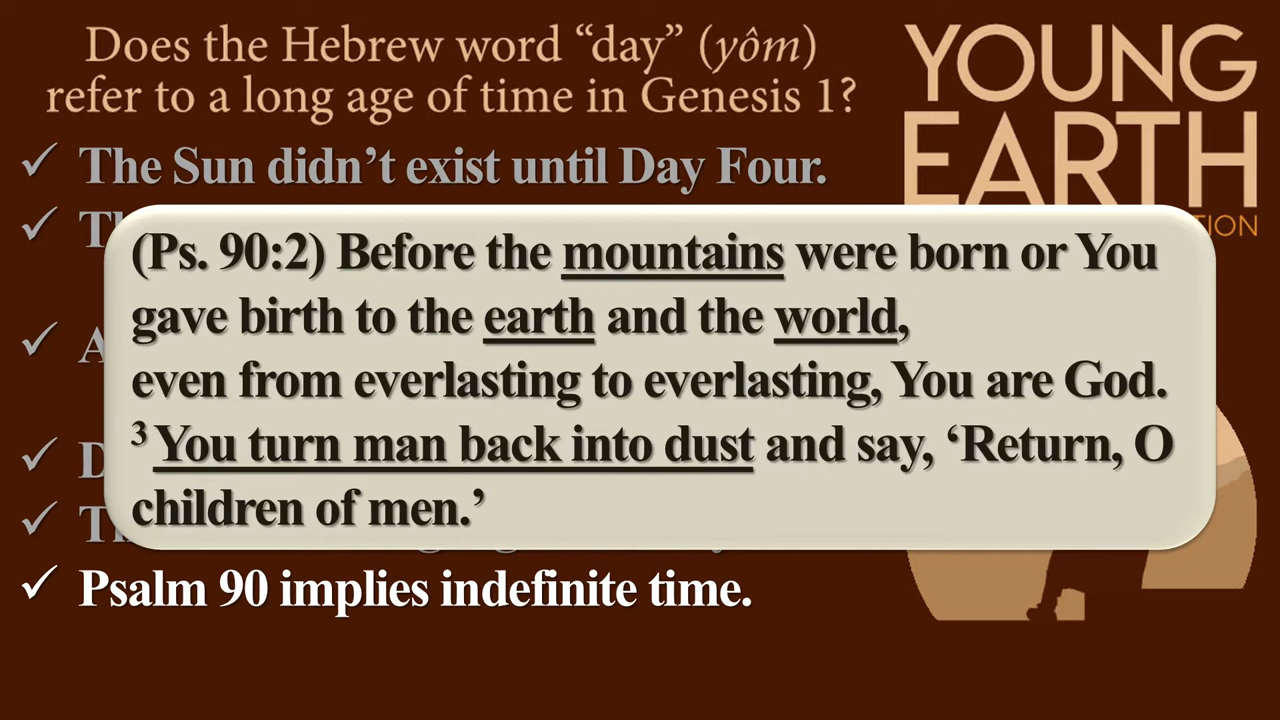 Does the Hebrew word “day” (yôm)
refer to a long age of time in Genesis 1?
YOUNG
EARTH
✓ The Sun didn’t exist until Day Four.
(Ps. 90:2) Before the mountains were born or You
gave birth to the earth and the world,
even from everlasting to everlasting, You are God.
3 You turn man back into dust and say, ‘Return, O
children of men.’
✓ Psalm 90 implies indefinite time.